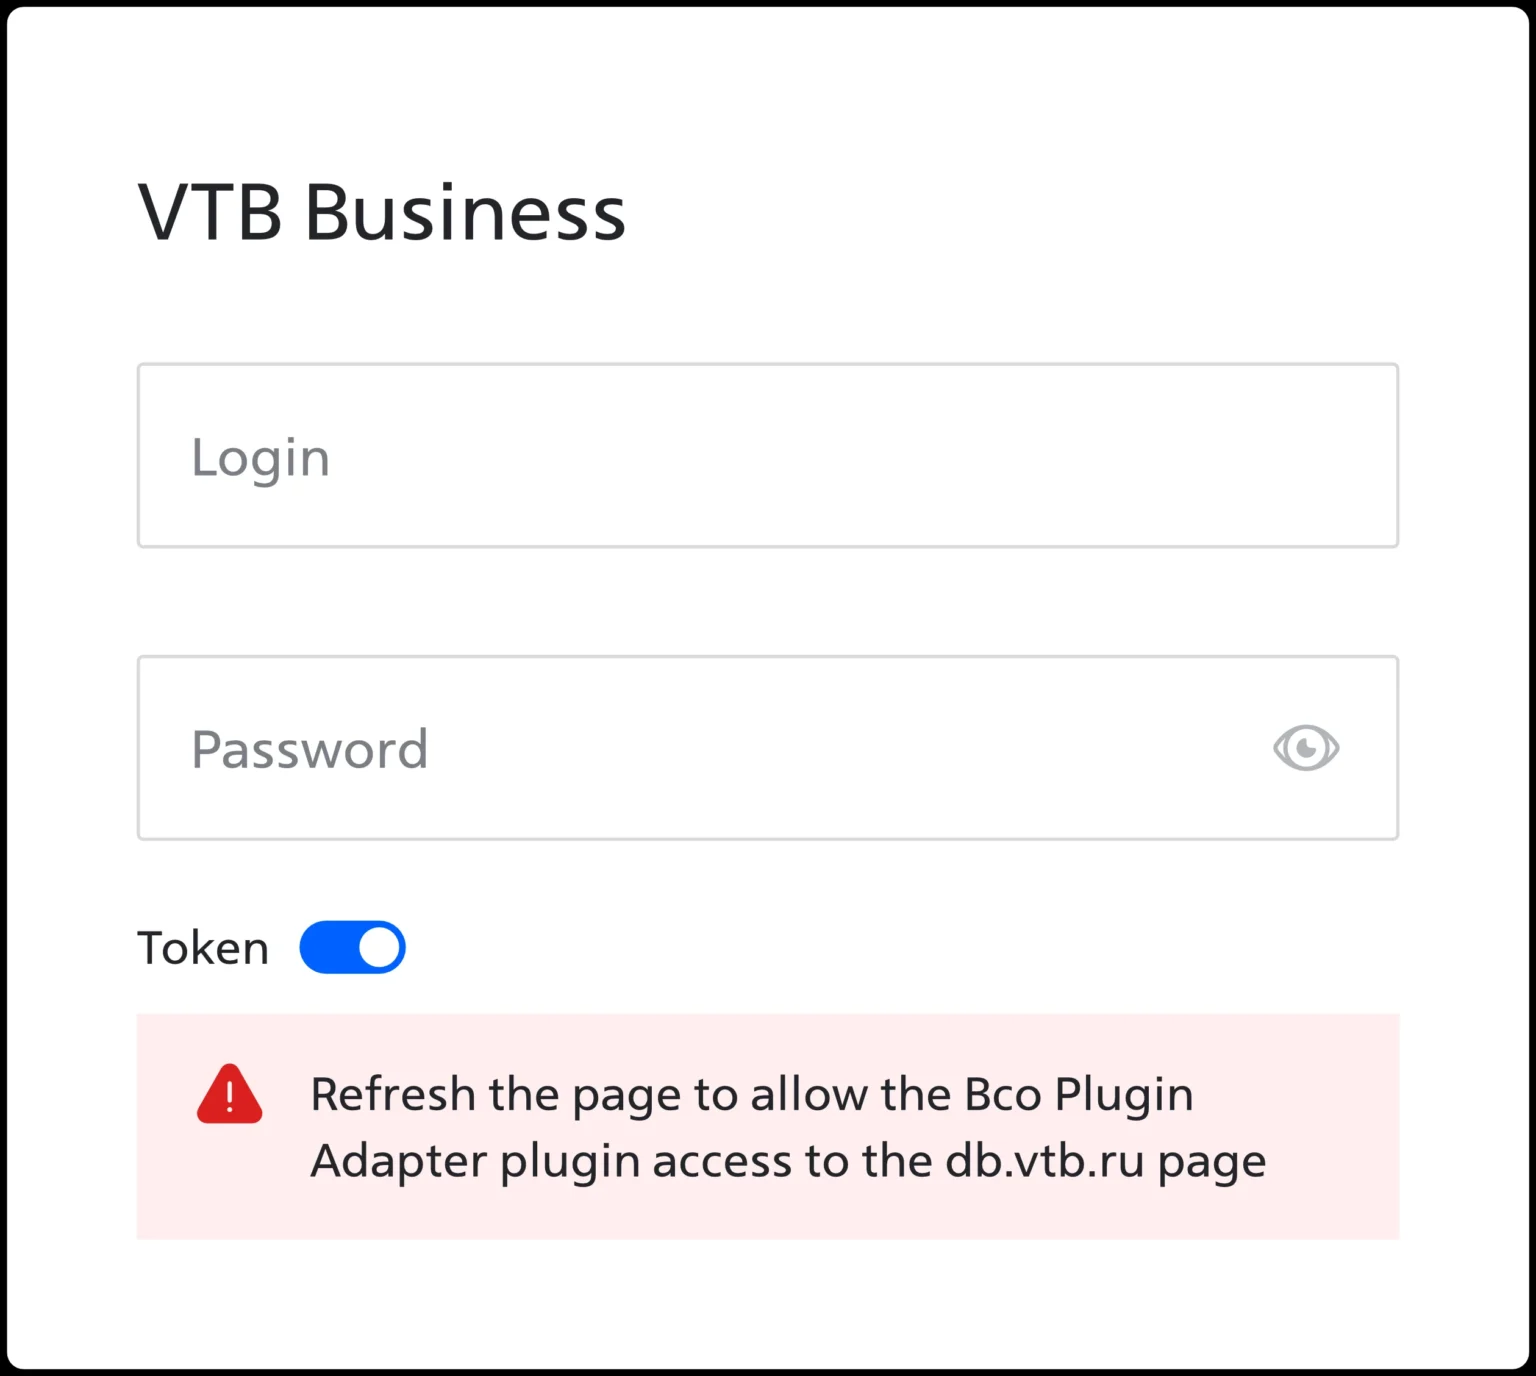 VTB Business
Login
Password
Token
Refresh the page to allow the Bco Plugin
Adapter plugin access to the db.vtb.ru page